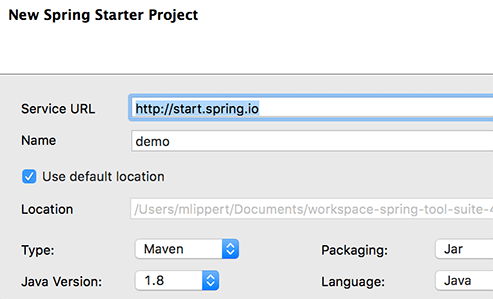 New Spring Starter Project
Service URL http://start.spring.io
Name demo
Use default location
Location /Users/mlippert/Documents/workspace-spring-tool-suite-4
Type: Maven Packaging: Jar
Java Version: 1.8 Language: Java